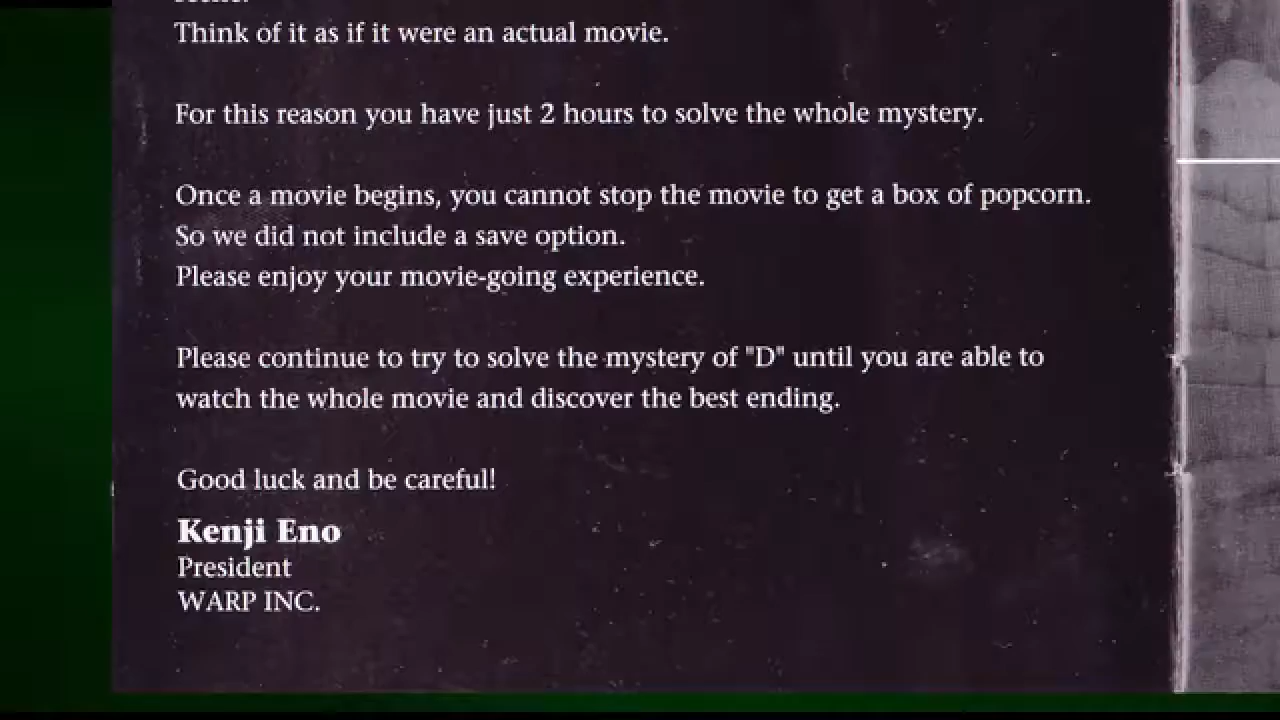 Think of it as if it were an actual movie.
For this reason you have just 2 hours to solve the whole mystery.
Once a movie begins, you cannot stop the movie to get a box of popcorn.
So we did not include a save option.
Please enjoy your movie-going experience.
Please continue to try to solve the mystery of "D" until you are able to
watch the whole movie and discover the best ending.
Good luck and be careful!
Kenji Eno
President
WARP INC.